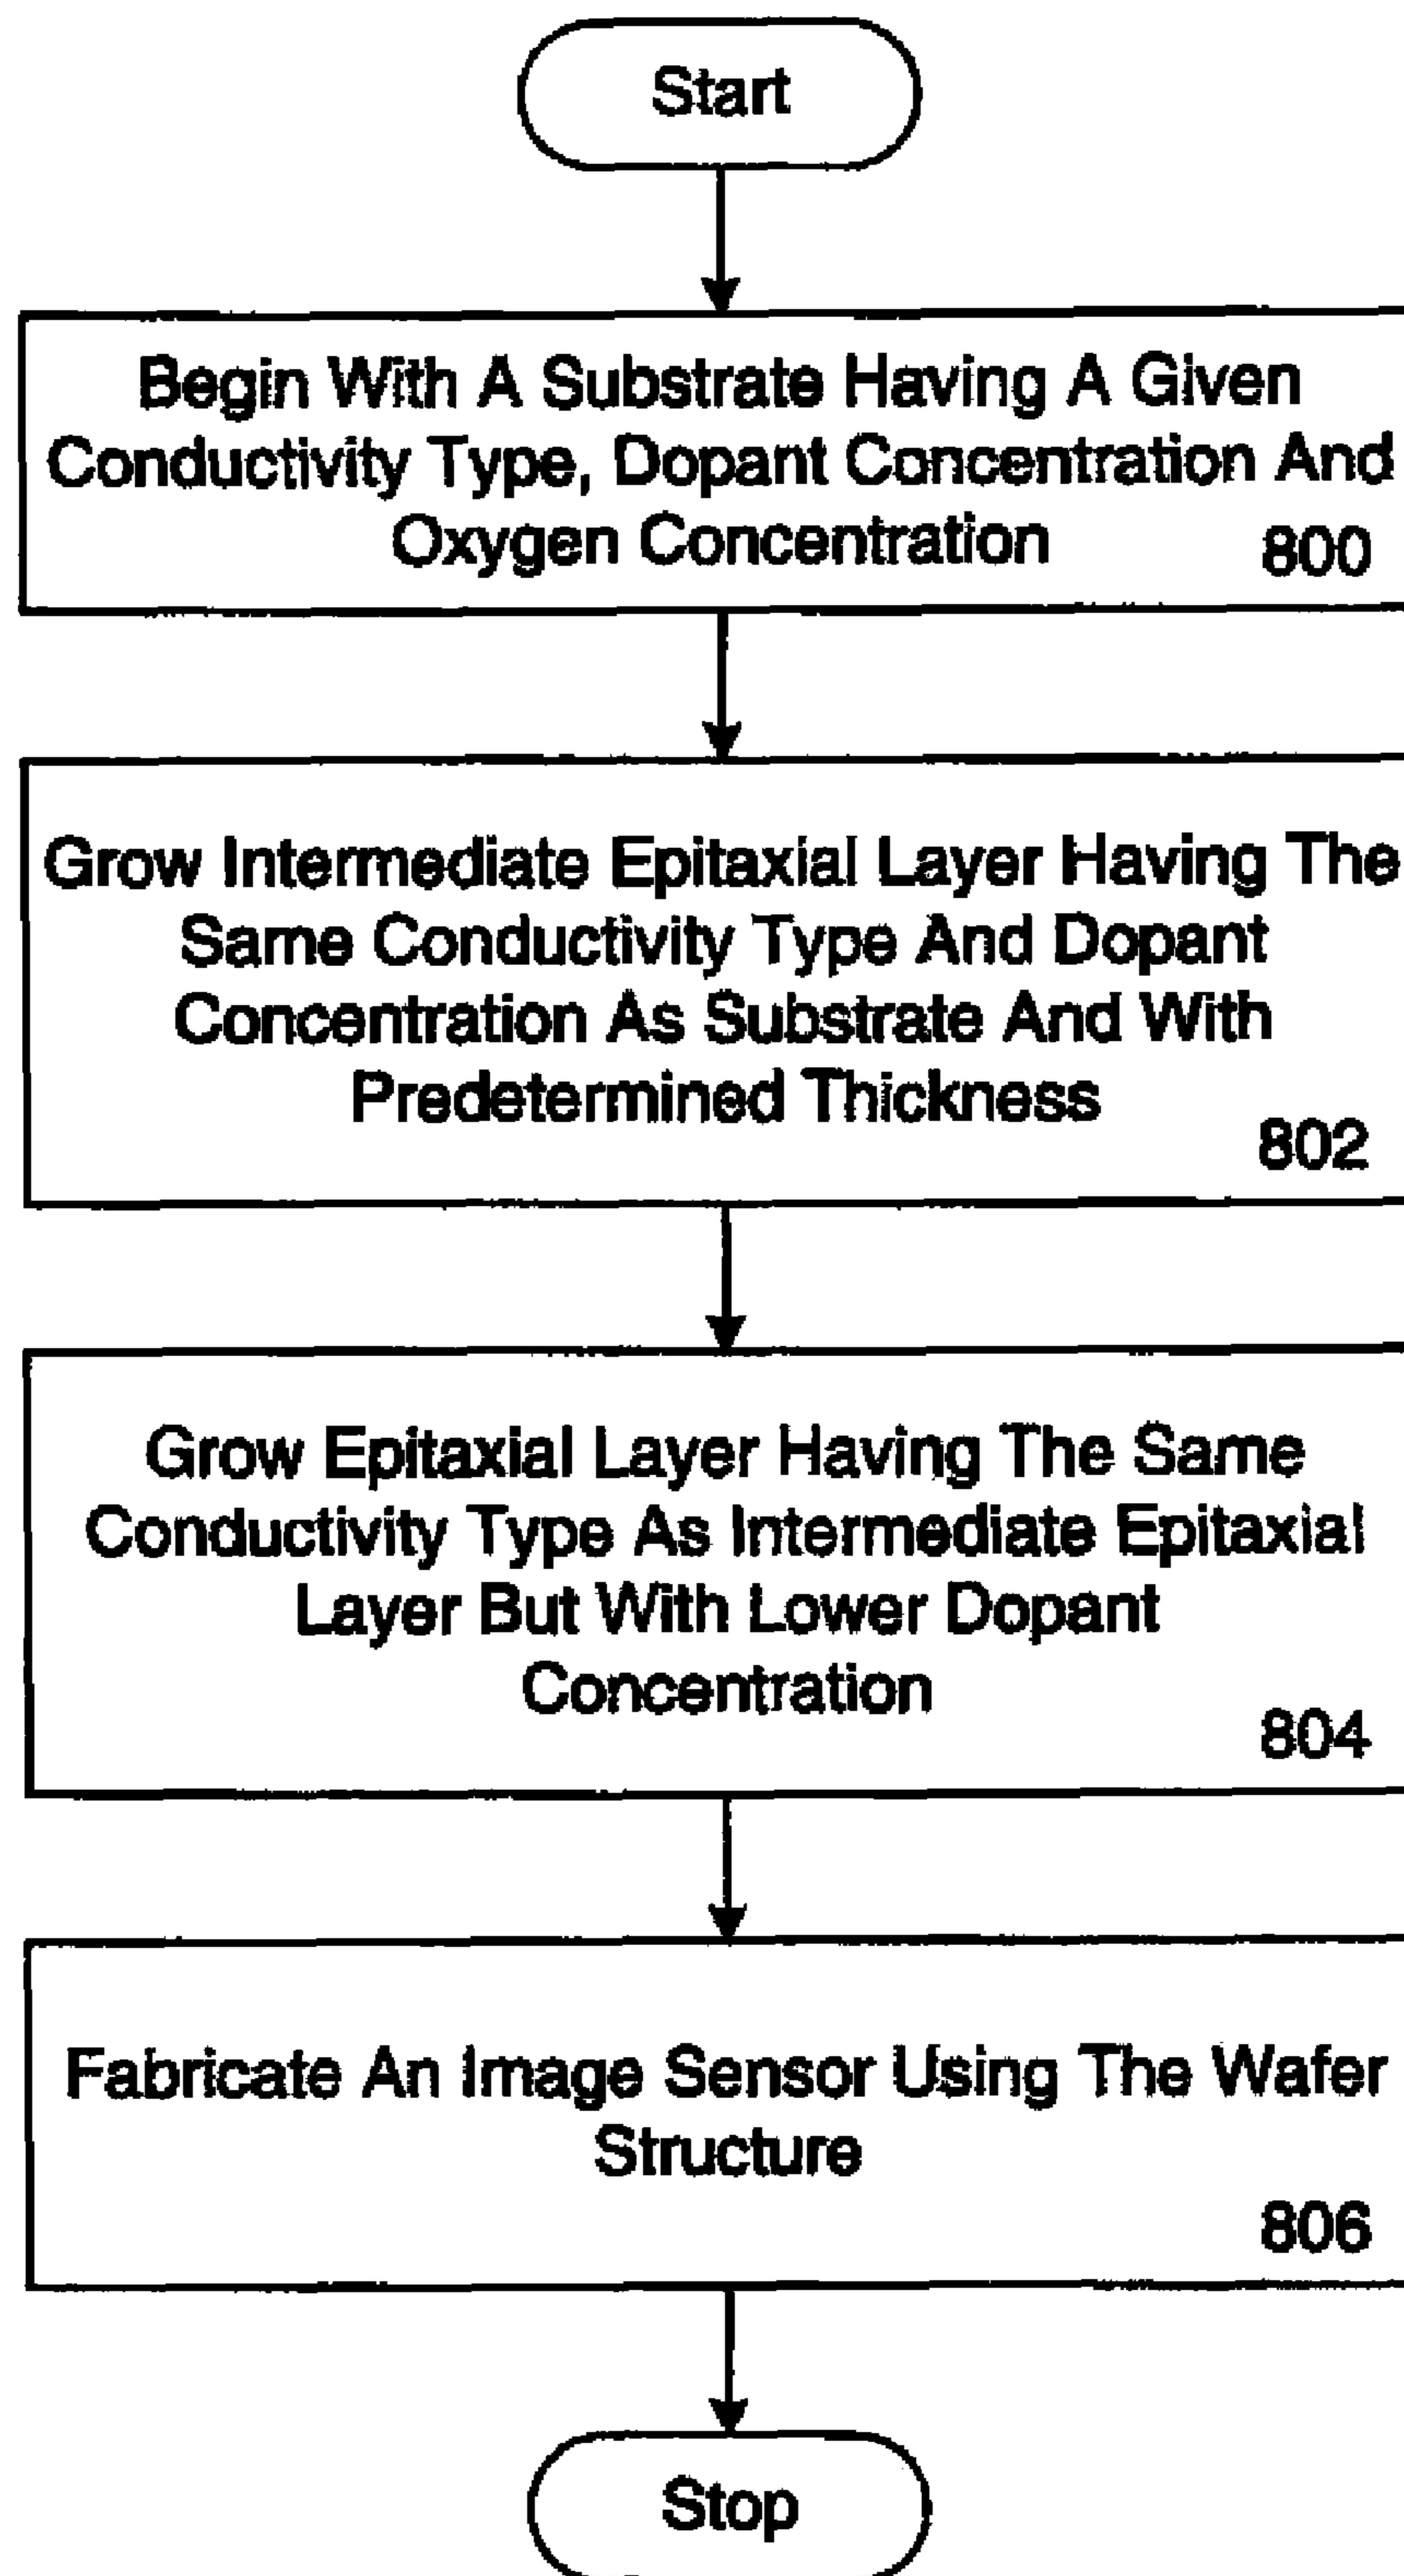 Start
Begin With A Substrate Having A Given
Conductivity Type, Dopant Concentration And
Oxygen Concentration
800
Grow Intermediate Epitaxial Layer Having The
Same Conductivity Type And Dopant
Concentration As Substrate And With
Predetermined Thickness
802
Grow Epitaxial Layer Having The Same
Conductivity Type As Intermediate Epitaxial
Layer But With Lower Dopant
Concentration
804
Fabricate An Image Sensor Using The Wafer
Structure
806
Stop